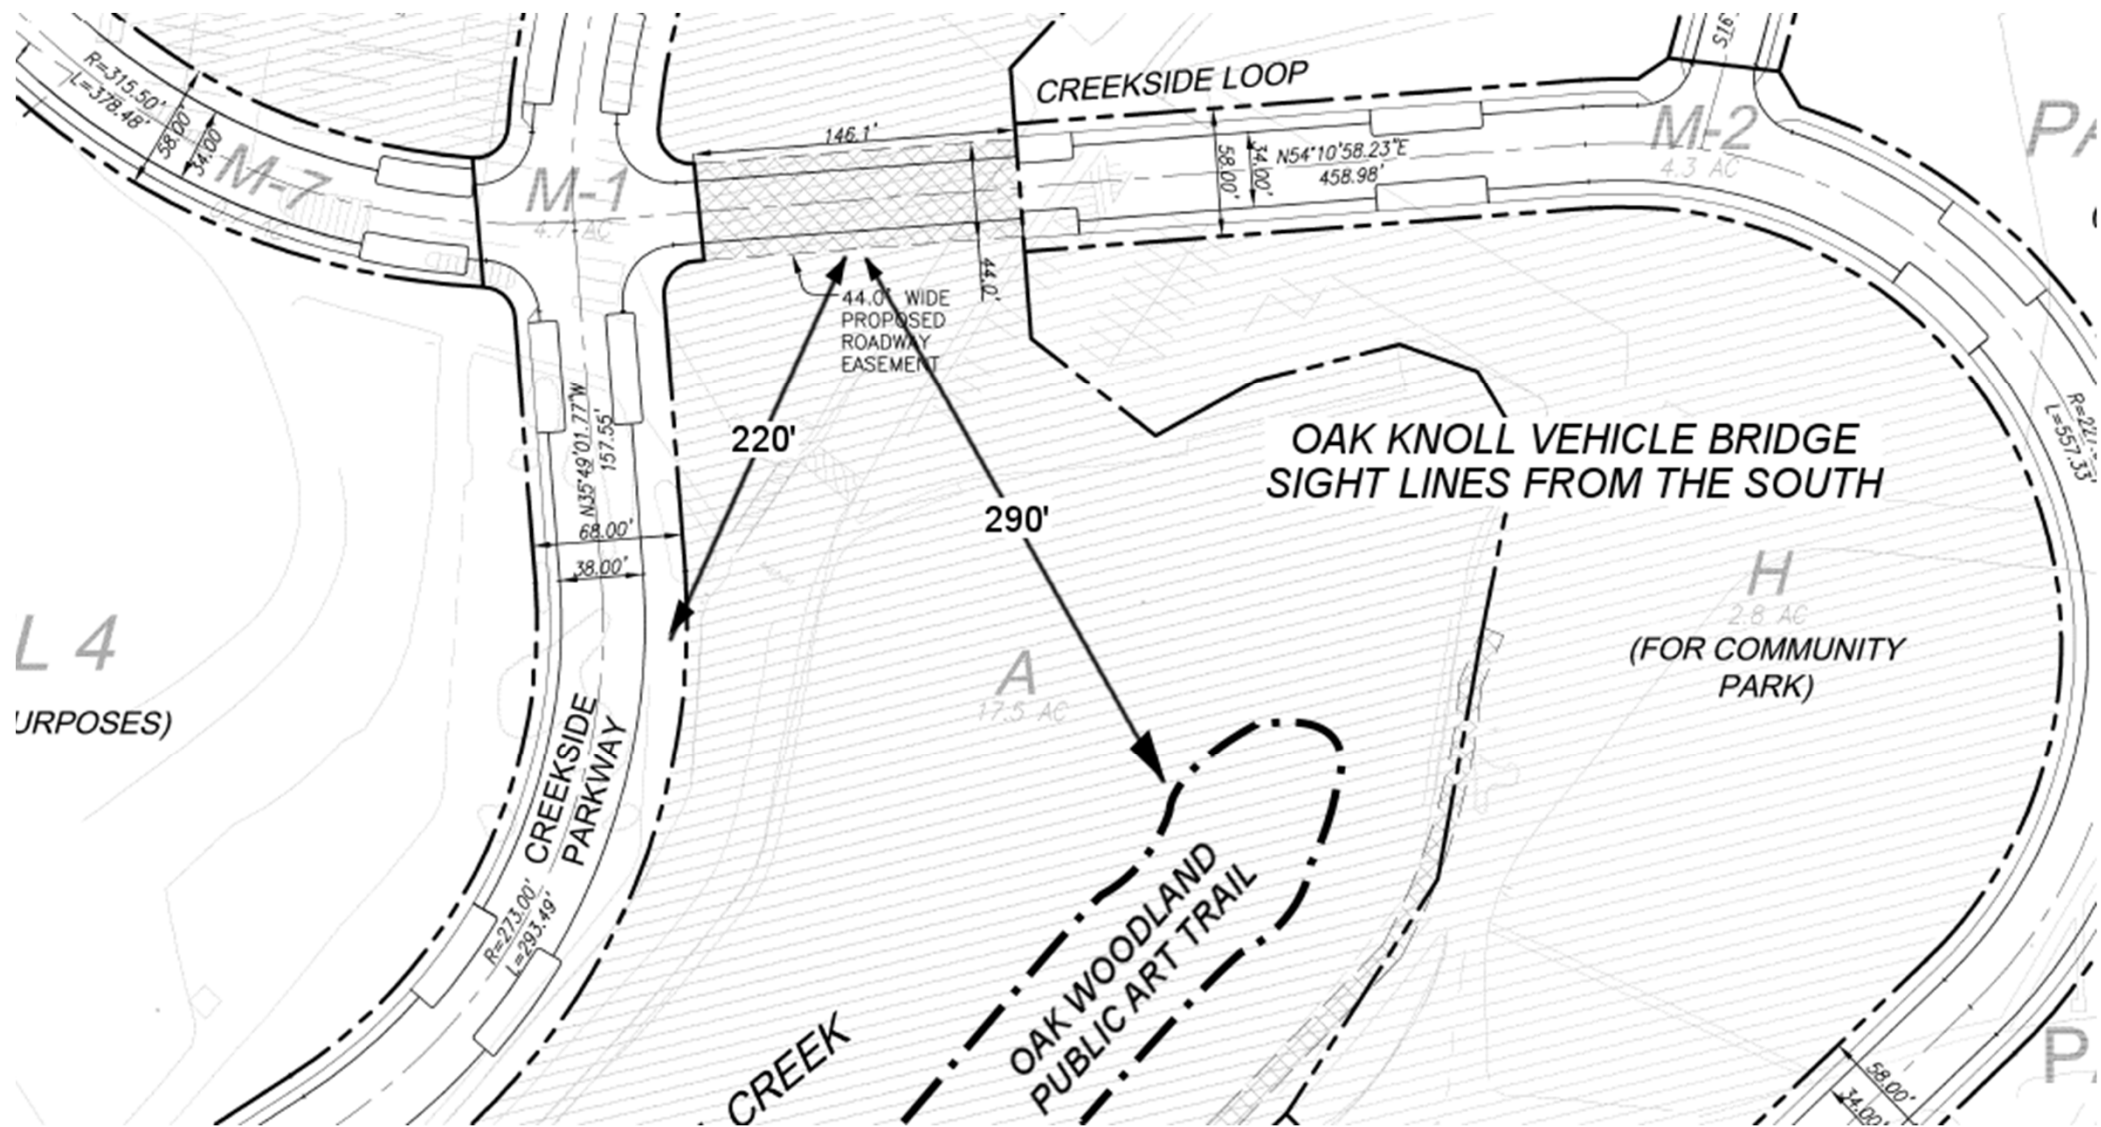 CREEKSIDE LOOP
R=315.50'
L=378.48'
58.00'
34.00'
M-7
M-1
4.7 AC
146.1'
44.0'
44.0' WIDE
PROPOSED
ROADWAY
EASEMENT
58.00'
34.00'
N54°10'58.23"E
458.98'
M-2
4.3 AC
S16
PA
L=557.33'
220'
290'
OAK KNOLL VEHICLE BRIDGE
SIGHT LINES FROM THE SOUTH
N35°49'01.77"W
157.55'
68.00'
38.00'
H
2.8 AC
(FOR COMMUNITY
PARK)
A
17.5 AC
L 4
URPOSES)
CREEKSIDE
PARKWAY
R=273.00'
L=293.49'
OAK WOODLAND
PUBLIC ART TRAIL
CREEK
58.00'
34.00'
P